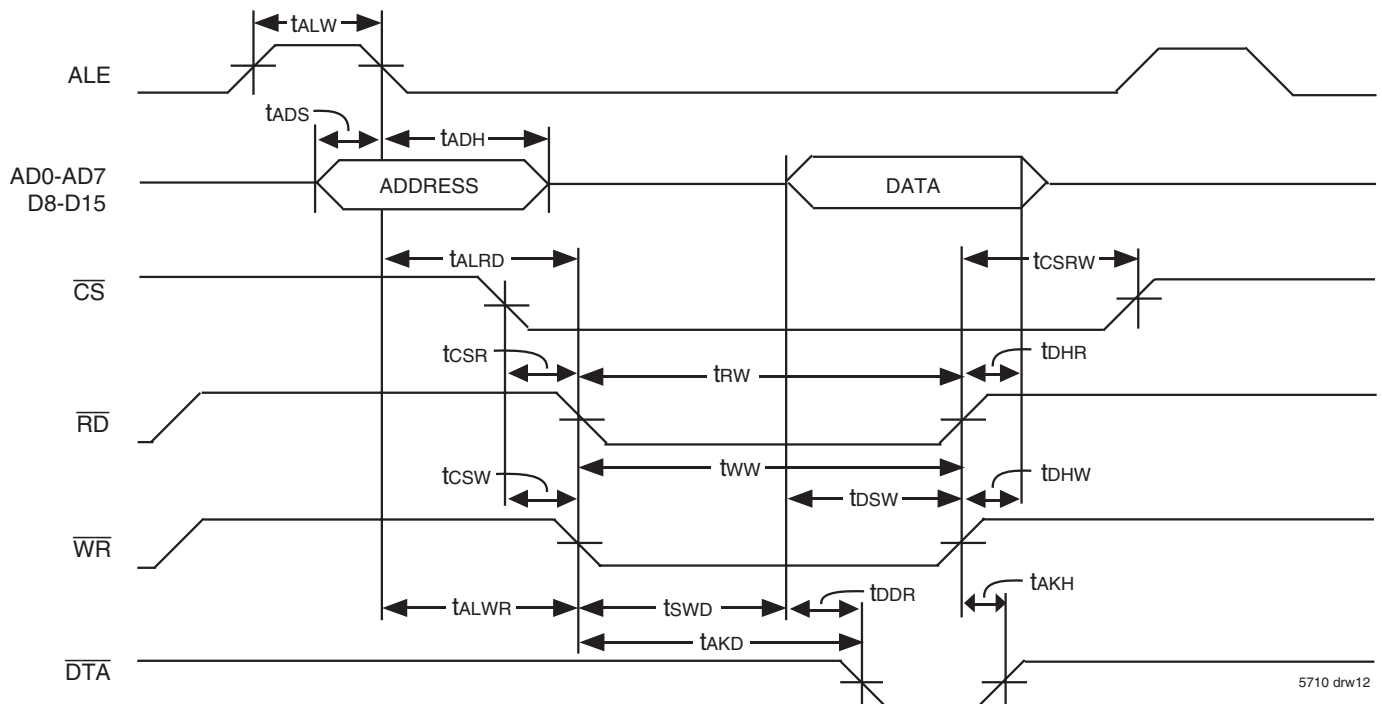 tALW
ALE
tADS
tADH
AD0-AD7
D8-D15
ADDRESS
DATA
tALRD
tCSRW
CS
tCSR
tRW
tDHR
RD
tCSW
tWW
tDHW
tDSW
WR
tALWR
tSWD
tDDR
tAKH
tAKD
DTA
5710 drw12